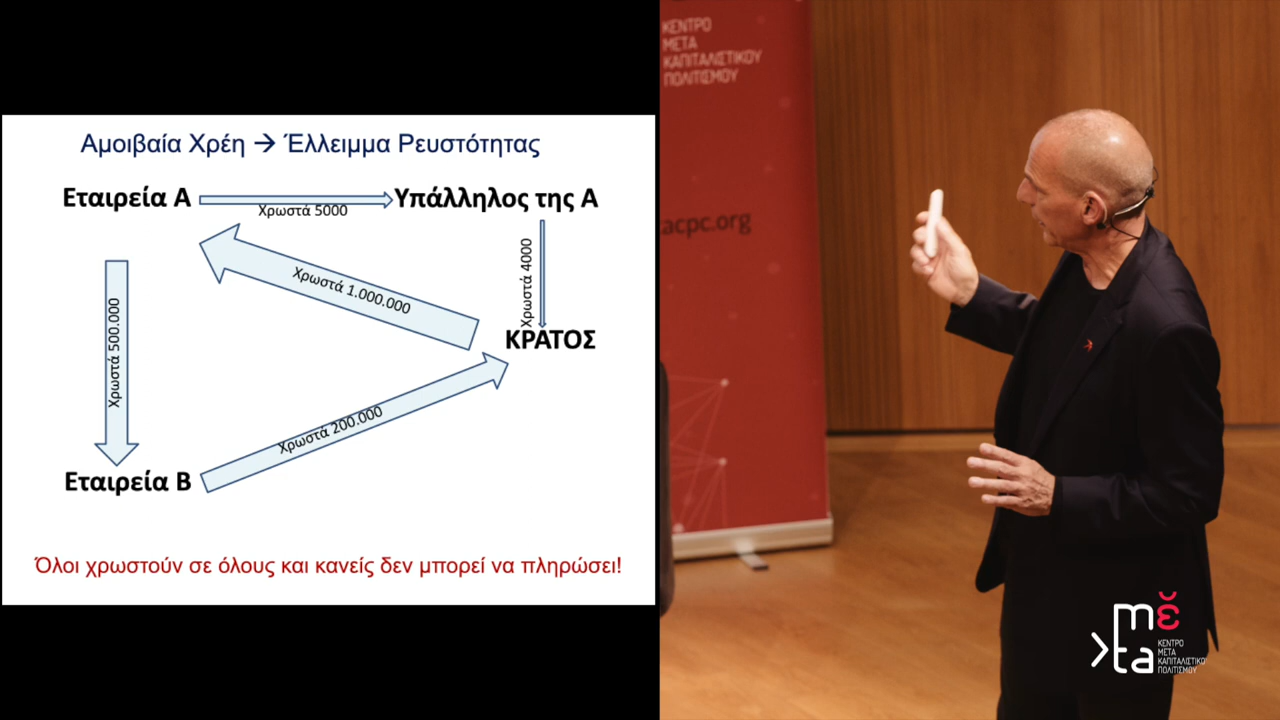 Αμοιβαία Χρέη → Έλλειμμα Ρευστότητας
Εταιρεία Α
Χρωστά 5000
Υπάλληλος της Α
Χρωστά 4000
Χρωστά 1.000.000
Χρωστά 500.000
ΚΡΑΤΟΣ
Χρωστά 200.000
Εταιρεία Β
Όλοι χρωστούν σε όλους και κανείς δεν μπορεί να πληρώσει!
ΚΕΝΤΡΟ
ΜΕΤΑ
ΚΑΠΙΤΑΛΙΣΤΙΚΟΥ
ΠΟΛΙΤΙΣΜΟΥ
acpc.org
mĕ
ta
ΚΕΝΤΡΟ
ΜΕΤΑ
ΚΑΠΙΤΑΛΙΣΤΙΚΟΥ
ΠΟΛΙΤΙΣΜΟΥ